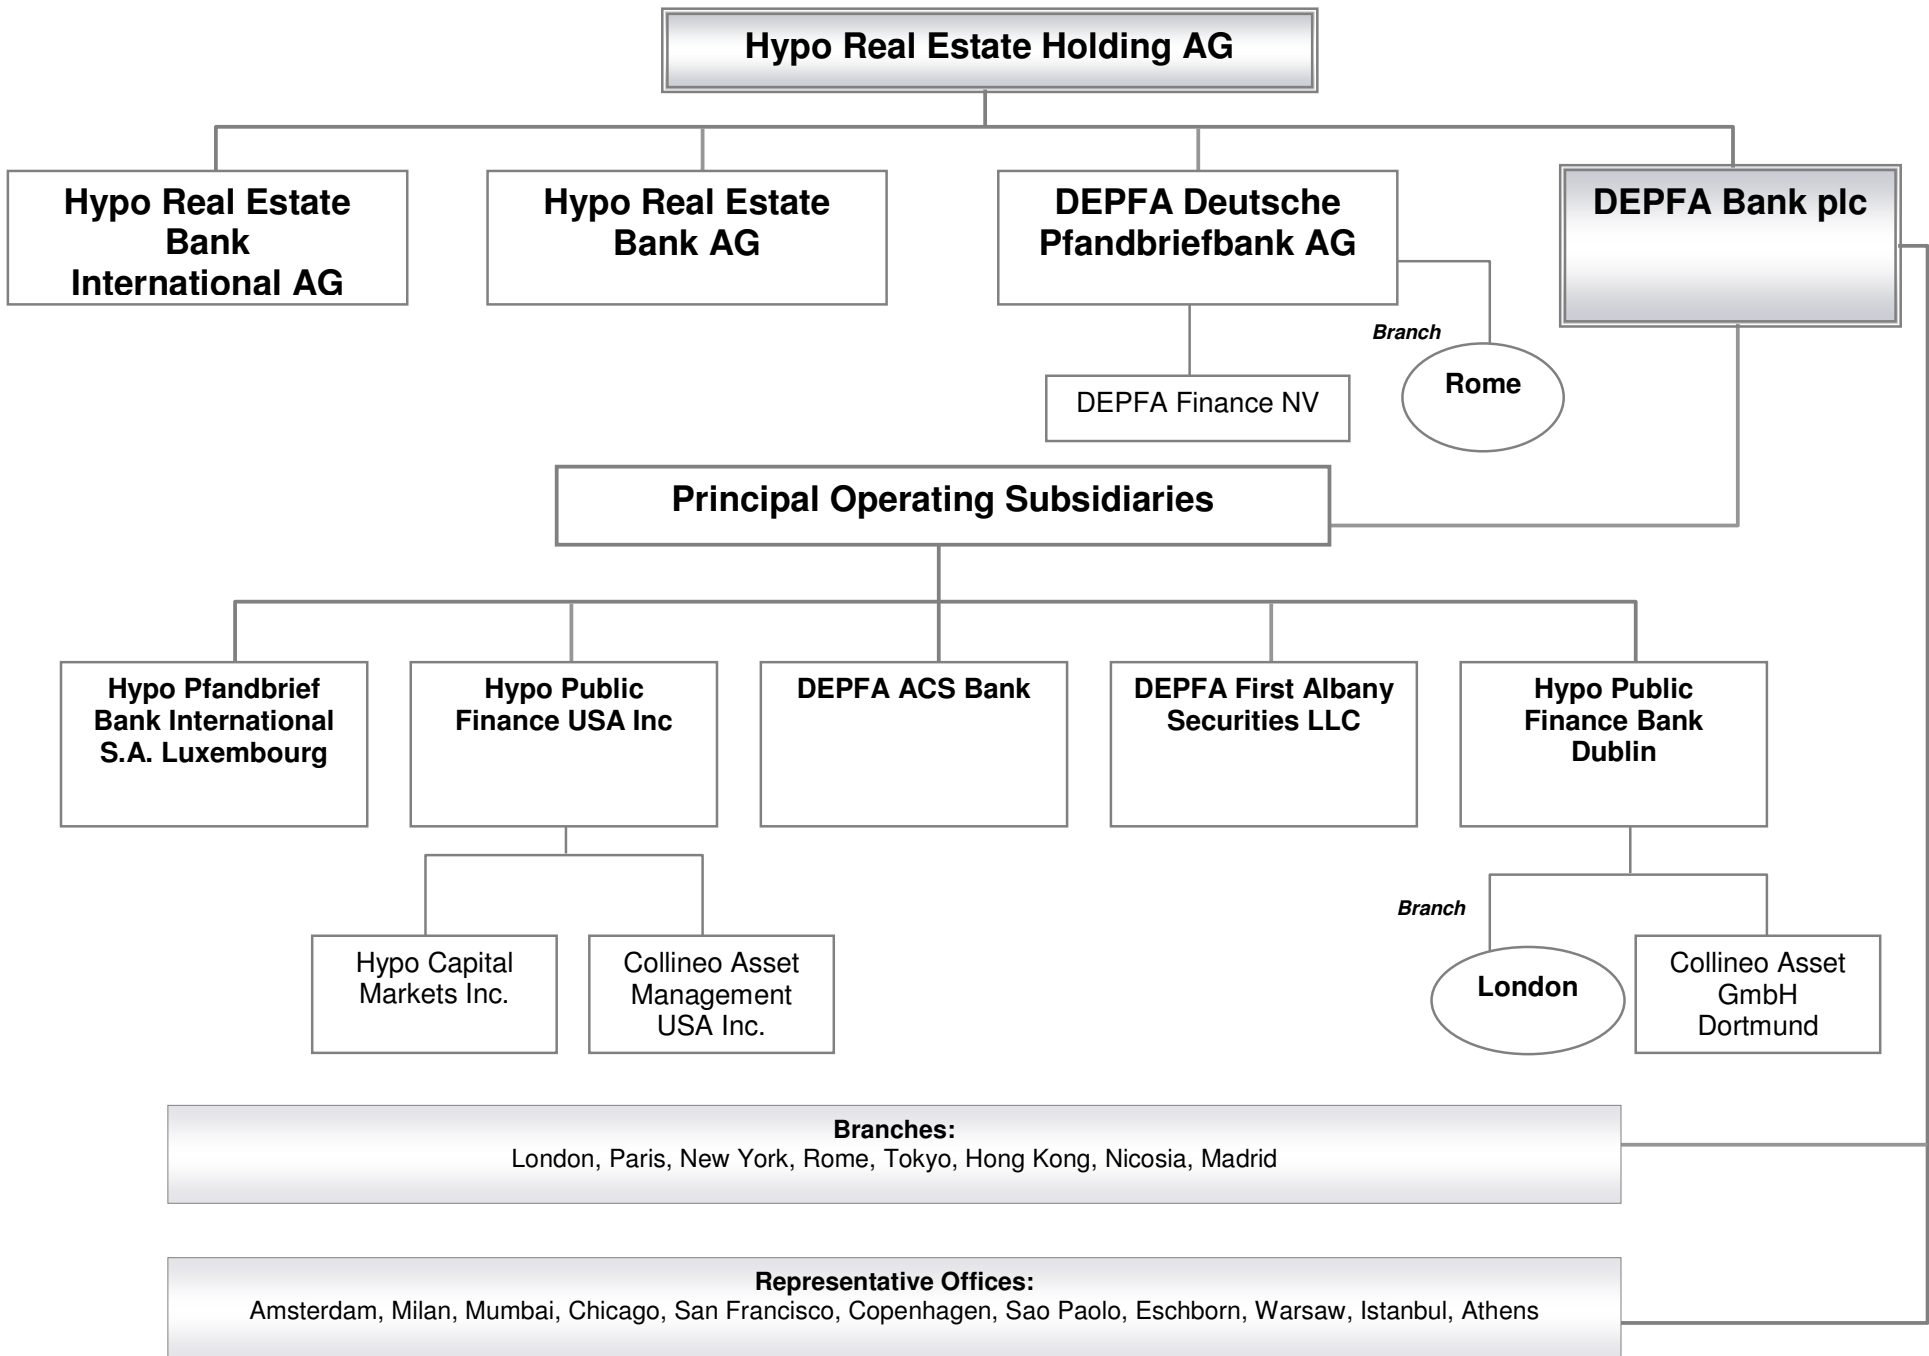 Hypo Real Estate Holding AG
Hypo Real Estate
Bank
International AG
Hypo Real Estate
Bank AG
DEPFA Deutsche
Pfandbriefbank AG
DEPFA Bank plc
Branch
Rome
DEPFA Finance NV
Principal Operating Subsidiaries
Hypo Pfandbrief
Bank International
S.A. Luxembourg
Hypo Public
Finance USA Inc
DEPFA ACS Bank
DEPFA First Albany
Securities LLC
Hypo Public
Finance Bank
Dublin
Hypo Capital
Markets Inc.
Collineo Asset
Management
USA Inc.
Branch
London
Collineo Asset
GmbH
Dortmund
Branches:
London, Paris, New York, Rome, Tokyo, Hong Kong, Nicosia, Madrid
Representative Offices:
Amsterdam, Milan, Mumbai, Chicago, San Francisco, Copenhagen, Sao Paolo, Eschborn, Warsaw, Istanbul, Athens